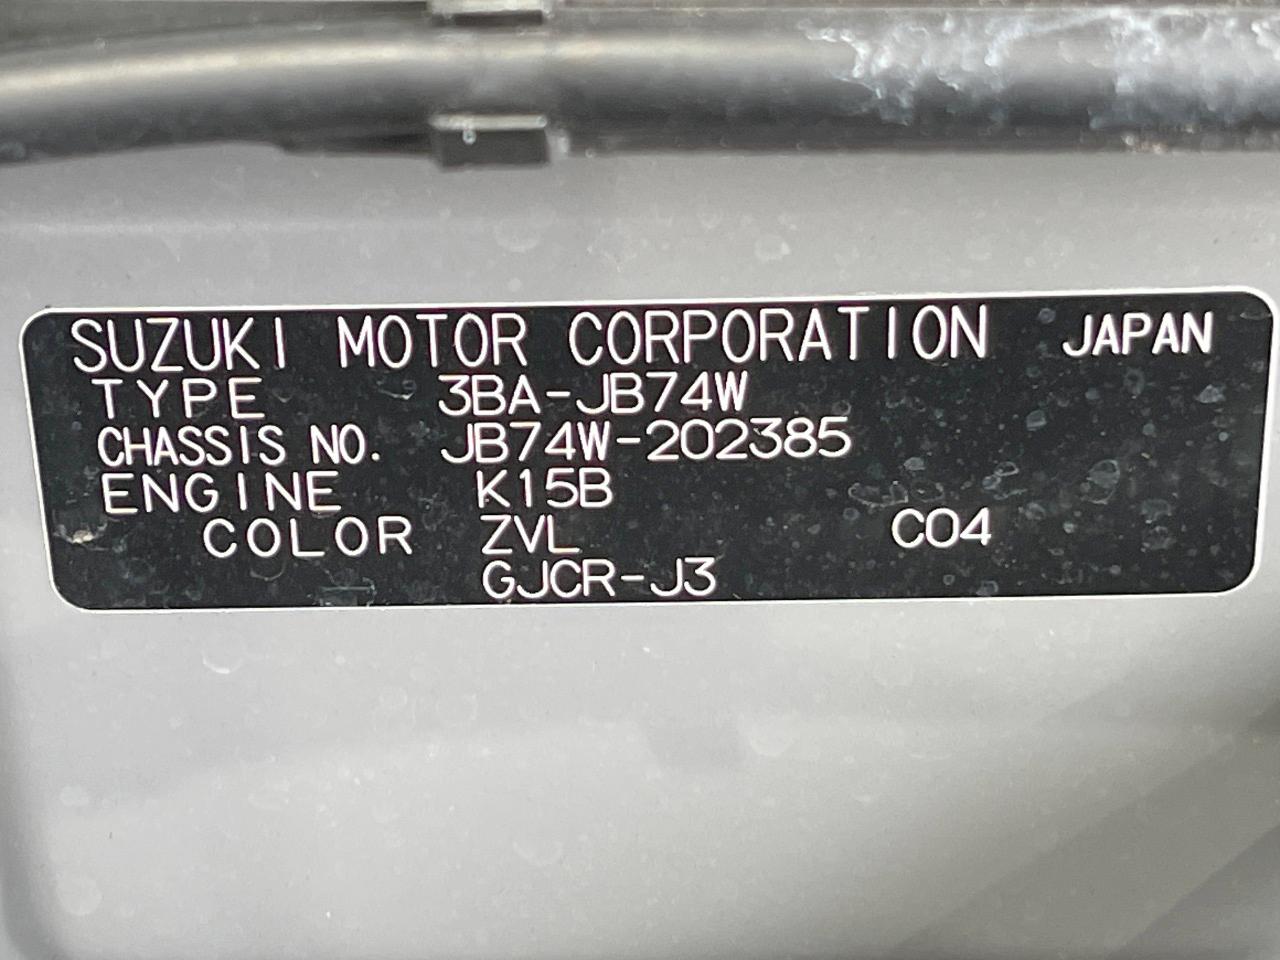 SUZUKI MOTOR CORPORATION JAPAN
TYPE 3BA-JB74W
CHASSIS NO. JB74W-202385
ENGINE K15B
COLOR ZVL C04
GJCR-J3